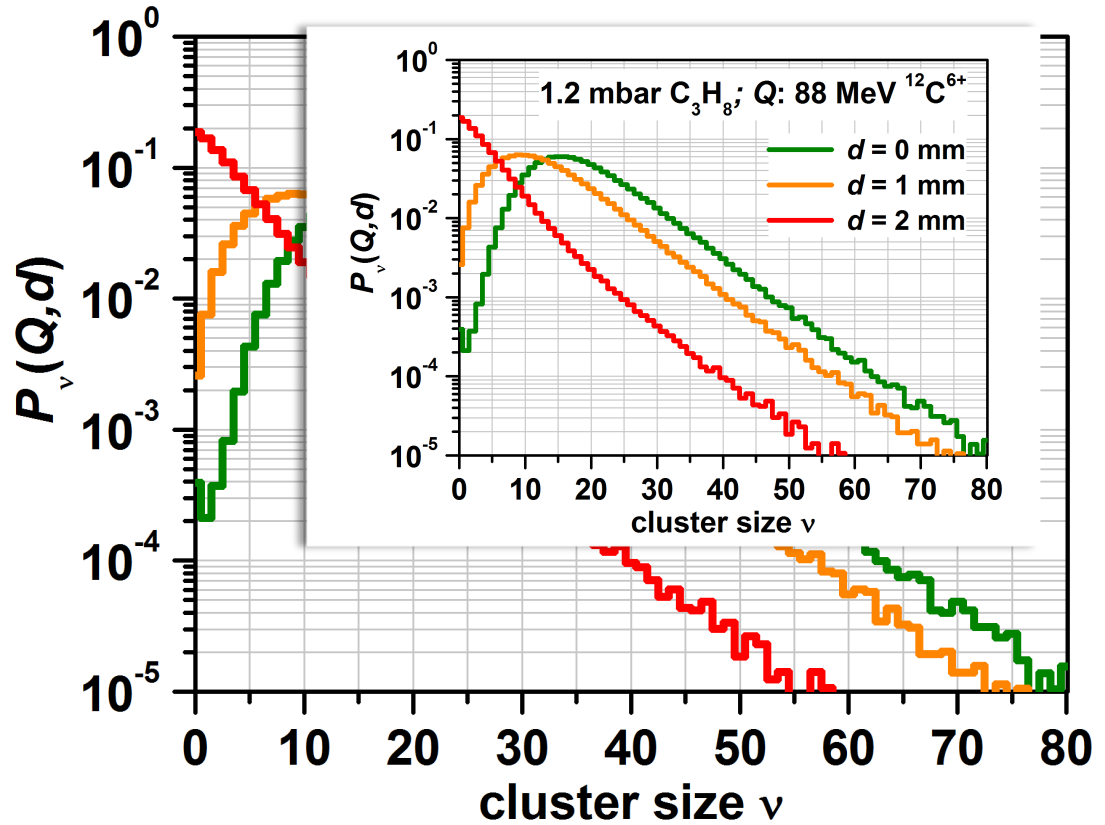 10⁰
10⁻¹
10⁻²
10⁻³
10⁻⁴
10⁻⁵
P_ν(Q,d)
0 10 20 30 40 50 60 70 80
cluster size ν
1.2 mbar C₃H₈; Q: 88 MeV ¹²C⁶⁺
d = 0 mm
d = 1 mm
d = 2 mm
10⁰
10⁻¹
10⁻²
10⁻³
10⁻⁴
10⁻⁵
P_ν(Q,d)
0 10 20 30 40 50 60 70 80
cluster size ν